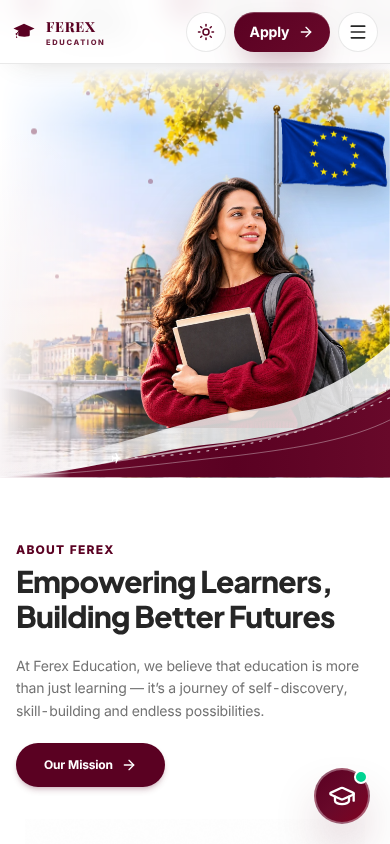 FEREX
EDUCATION
Apply
ABOUT FEREX
Empowering Learners,
Building Better Futures
At Ferex Education, we believe that education is more
than just learning — it's a journey of self-discovery,
skill-building and endless possibilities.
Our Mission